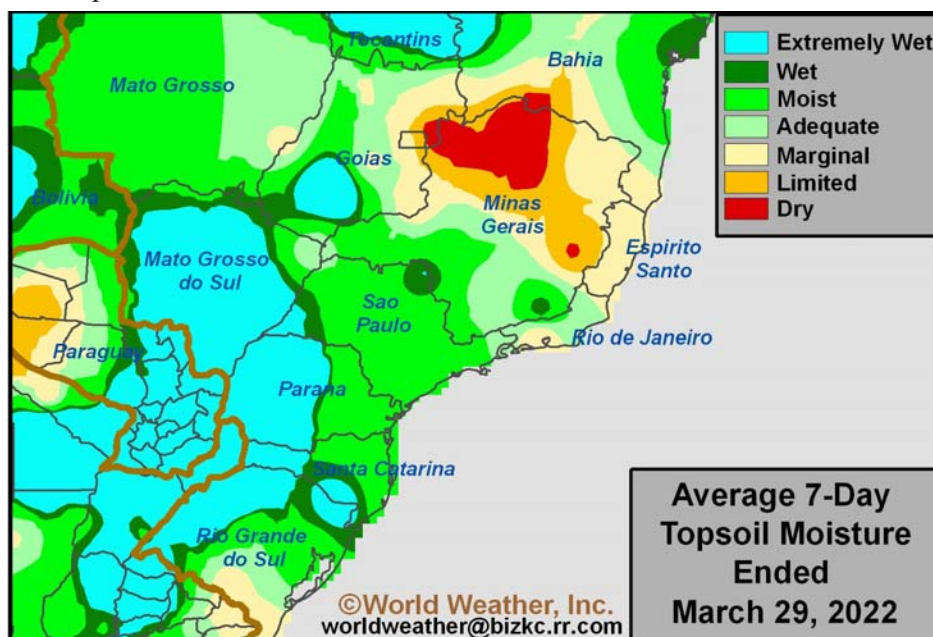 Tocantins
Bahia
Mato Grosso
Goias
Bolivia
Minas
Gerais
Mato Grosso
do Sul
Espirito
Santo
Sao
Paulo
Rio de Janeiro
Paraguay
Parana
Santa Catarina
Rio Grande
do Sul
Extremely Wet
Wet
Moist
Adequate
Marginal
Limited
Dry
Average 7-Day
Topsoil Moisture
Ended
March 29, 2022
©World Weather, Inc.
worldweather@bizkc.rr.com